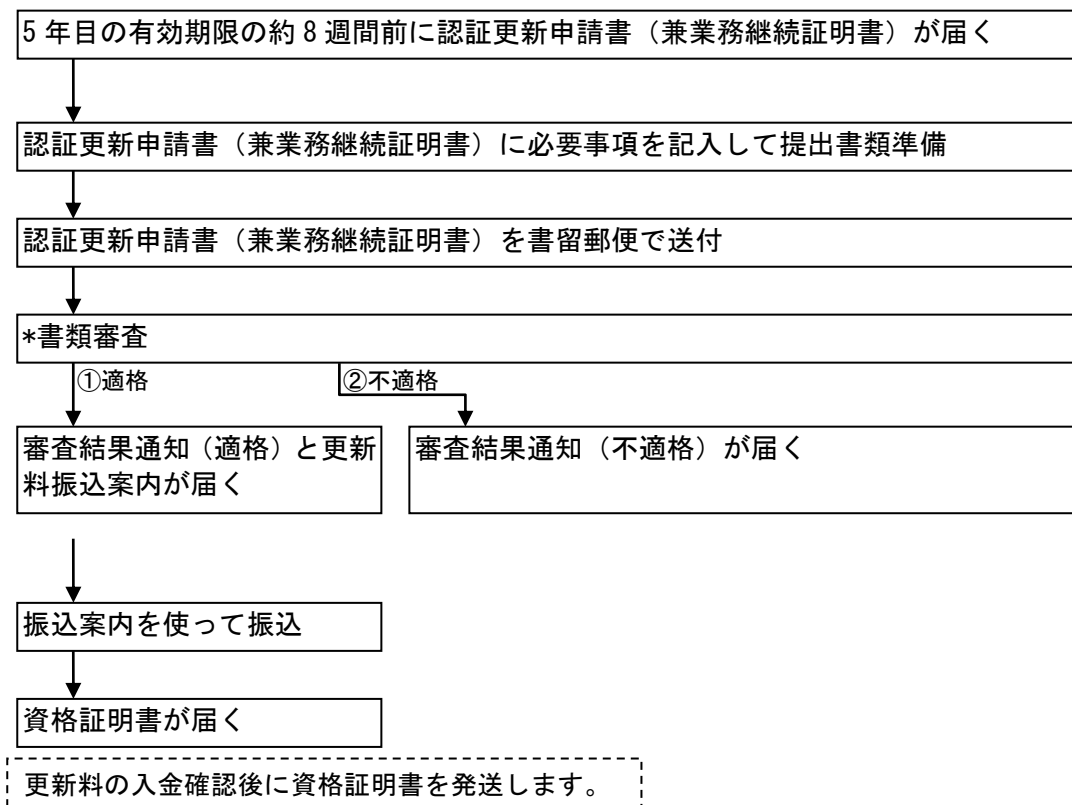 5年目の有効期限の約8週間前に認証更新申請書（兼業務継続証明書）が届く
認証更新申請書（兼業務継続証明書）に必要事項を記入して提出書類準備
認証更新申請書（兼業務継続証明書）を書留郵便で送付
*書類審査
①適格
②不適格
審査結果通知（適格）と更新
料振込案内が届く
審査結果通知（不適格）が届く
振込案内を使って振込
資格証明書が届く
更新料の入金確認後に資格証明書を発送します。